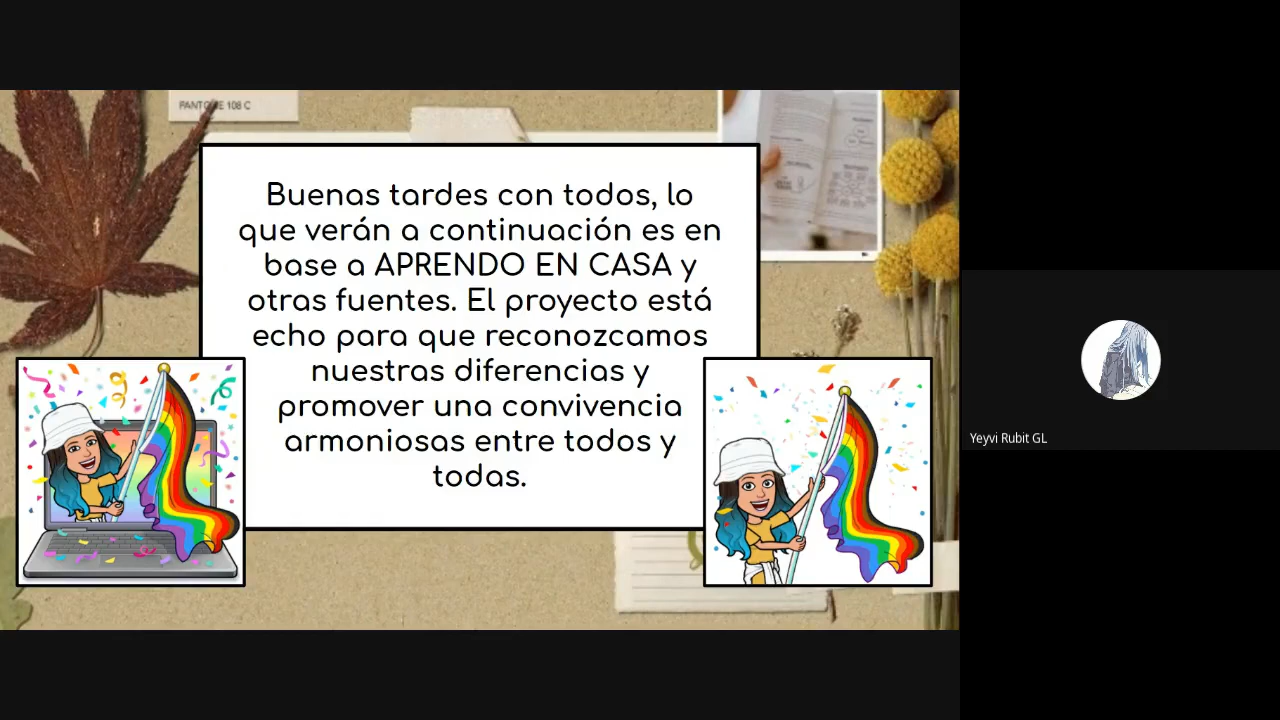 PANTONE 108 C
Buenas tardes con todos, lo
que verán a continuación es en
base a APRENDO EN CASA y
otras fuentes. El proyecto está
echo para que reconozcamos
nuestras diferencias y
promover una convivencia
armoniosas entre todos y
todas.
Yeyvi Rubit GL